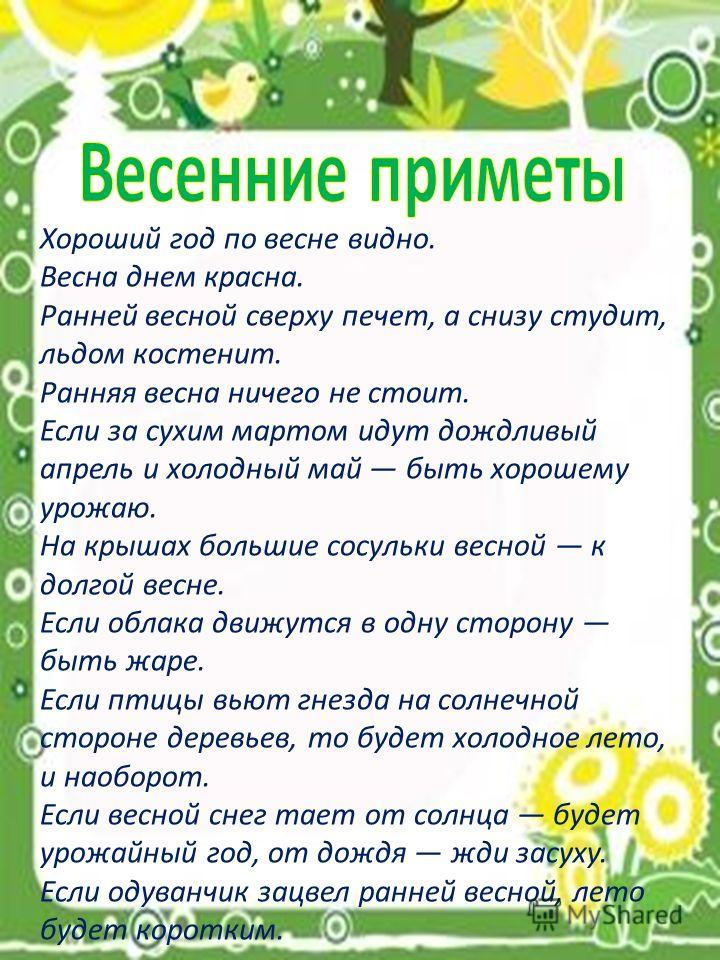 Весенние приметы
Хороший год по весне видно.
Весна днем красна.
Ранней весной сверху печет, а снизу студит,
льдом костенит.
Ранняя весна ничего не стоит.
Если за сухим мартом идут дождливый
апрель и холодный май — быть хорошему
урожаю.
На крышах большие сосульки весной — к
долгой весне.
Если облака движутся в одну сторону —
быть жаре.
Если птицы вьют гнезда на солнечной
стороне деревьев, то будет холодное лето,
и наоборот.
Если весной снег тает от солнца — будет
урожайный год, от дождя — жди засуху.
Если одуванчик зацвел ранней весной, лето
будет коротким.
MyShared